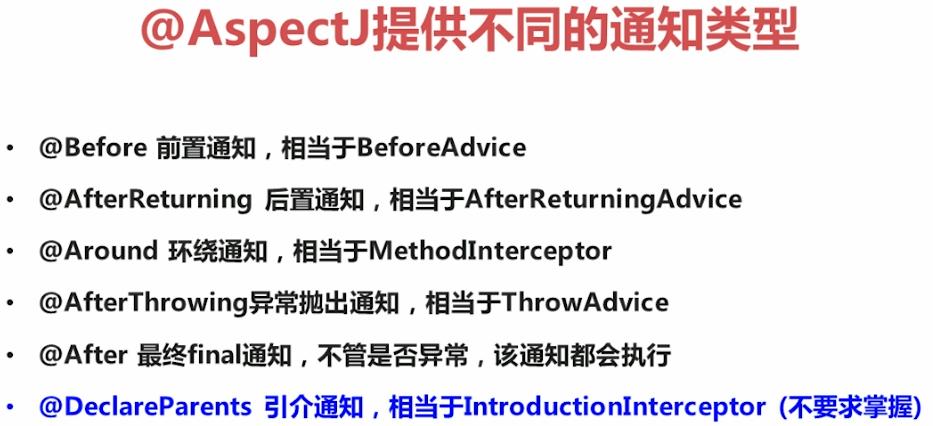 @AspectJ提供不同的通知类型
• @Before 前置通知，相当于BeforeAdvice
• @AfterReturning 后置通知，相当于AfterReturningAdvice
• @Around 环绕通知，相当于MethodInterceptor
• @AfterThrowing异常抛出通知，相当于ThrowAdvice
• @After 最终final通知，不管是否异常，该通知都会执行
• @DeclareParents 引介通知，相当于IntroductionInterceptor (不要求掌握)